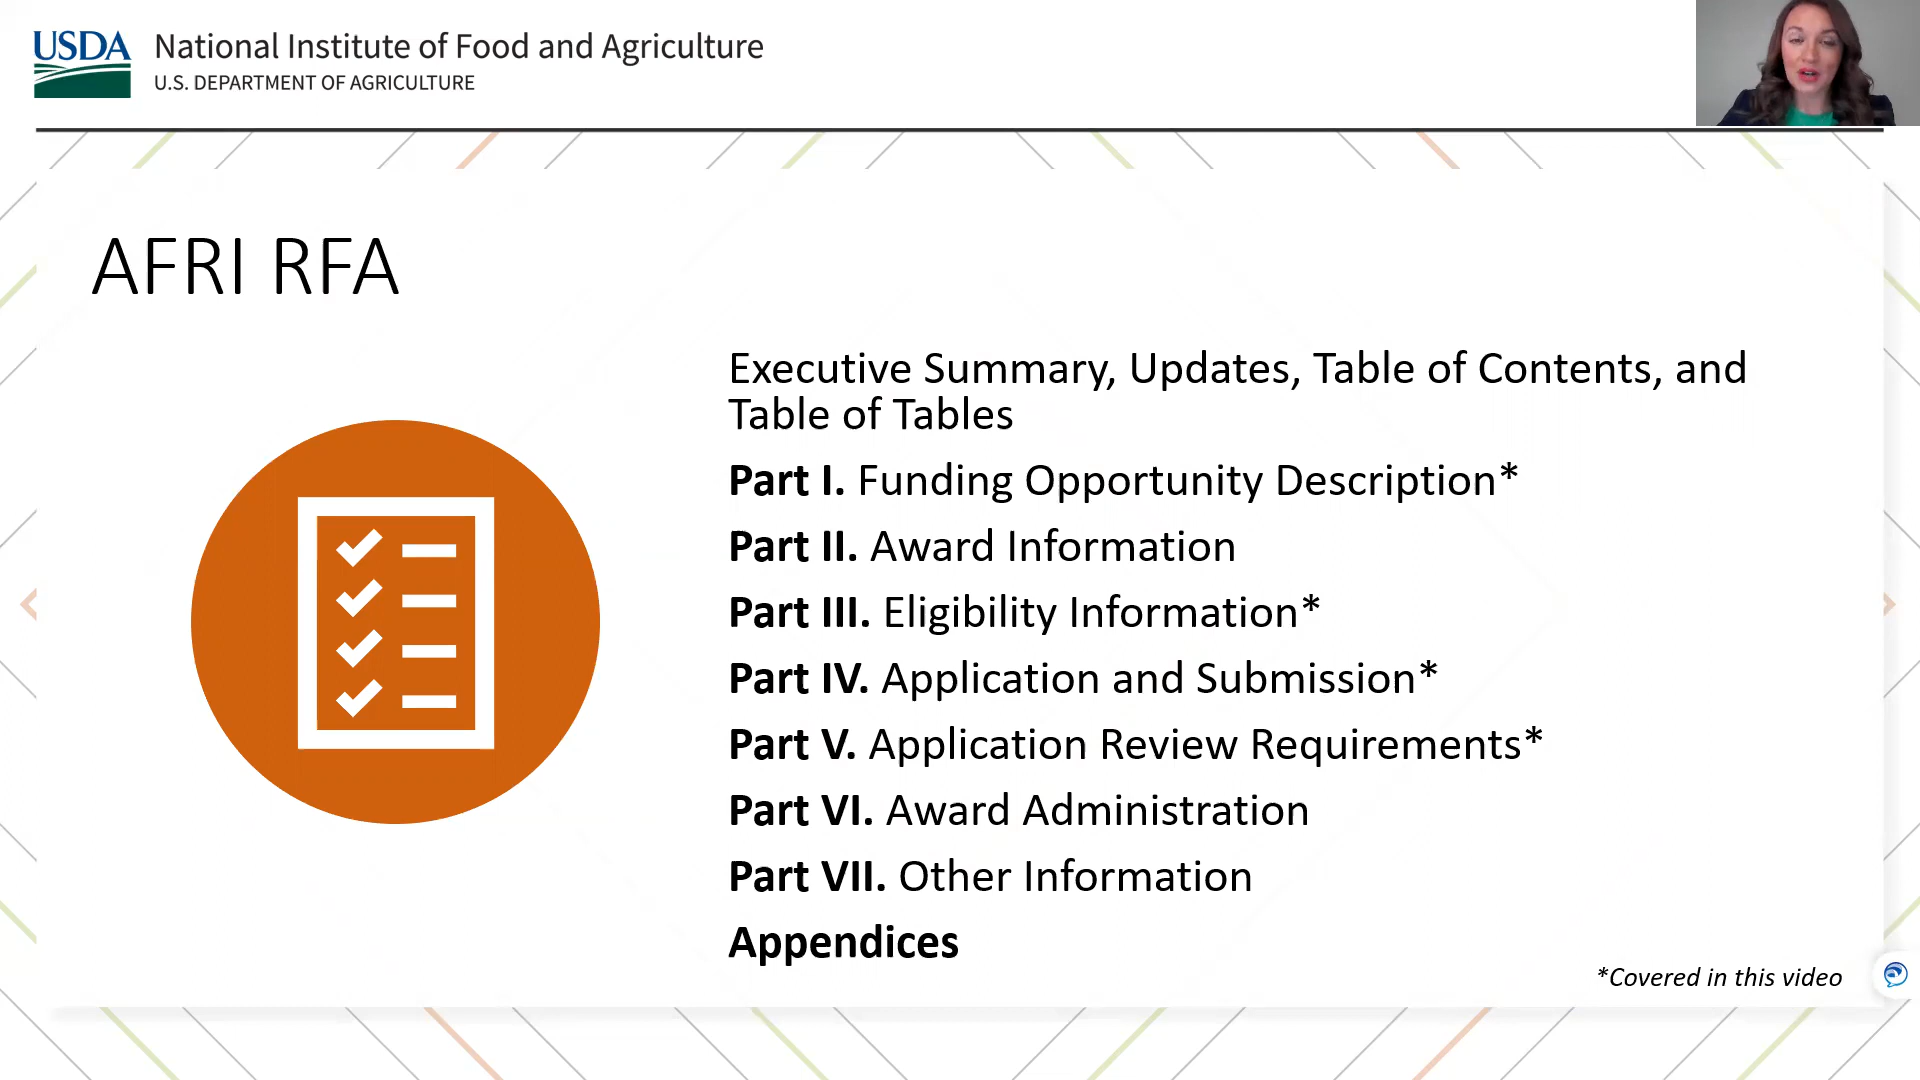 USDA
National Institute of Food and Agriculture
U.S. DEPARTMENT OF AGRICULTURE
AFRI RFA
Executive Summary, Updates, Table of Contents, and
Table of Tables
Part I. Funding Opportunity Description*
Part II. Award Information
Part III. Eligibility Information*
Part IV. Application and Submission*
Part V. Application Review Requirements*
Part VI. Award Administration
Part VII. Other Information
Appendices
*Covered in this video